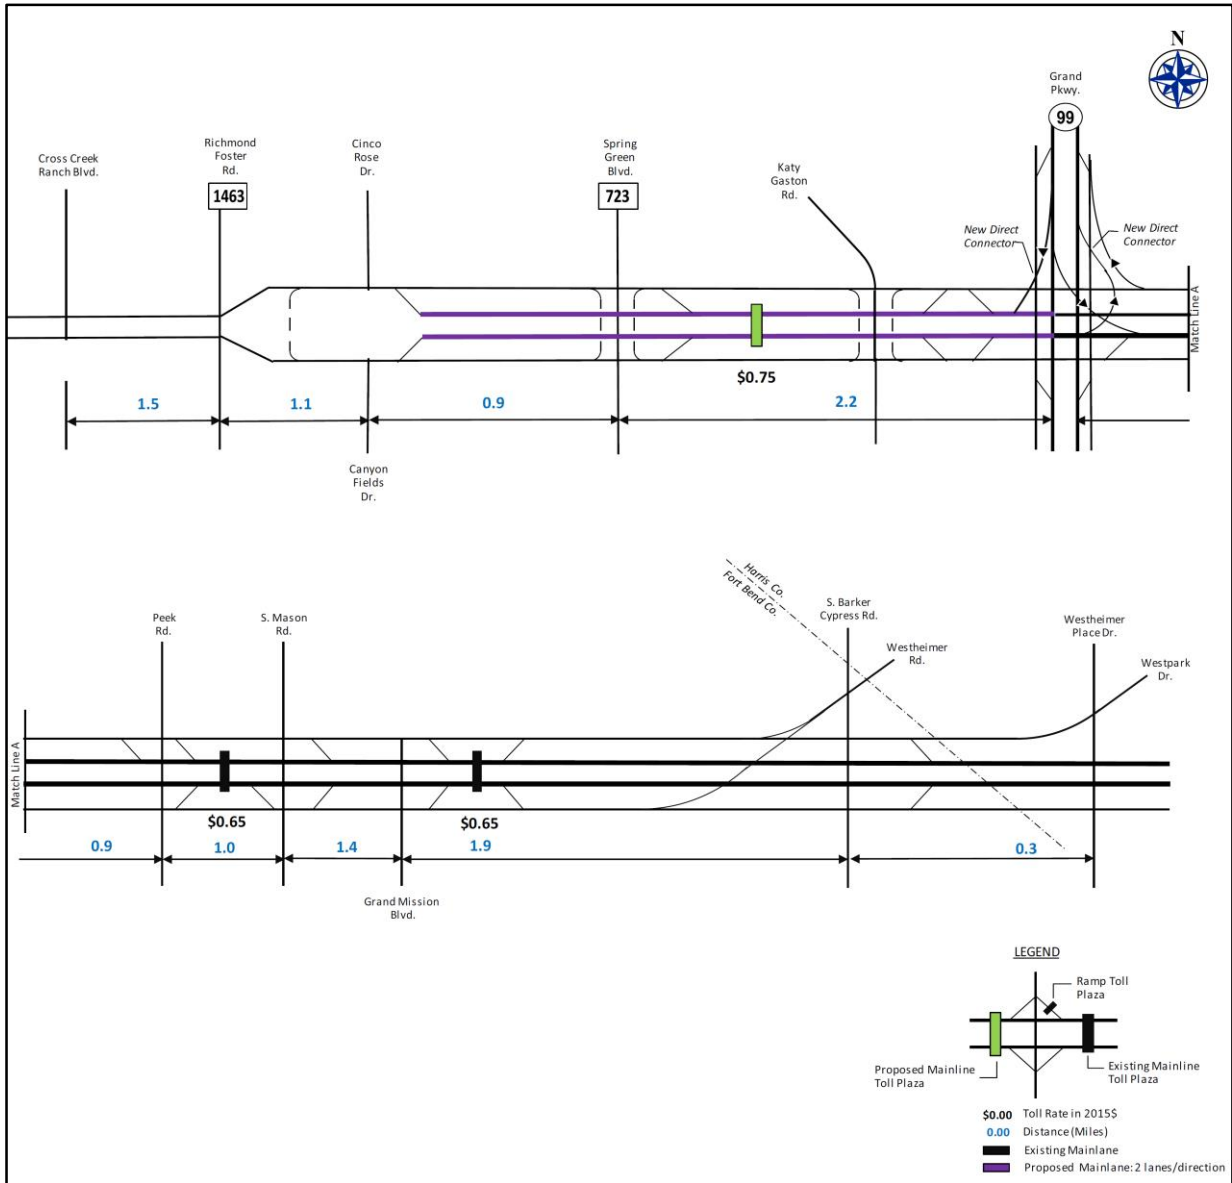 N
Grand
Pkwy.
99
Richmond
Foster
Rd.
Cinco
Rose
Dr.
Spring
Green
Blvd.
Cross Creek
Ranch Blvd.
Katy
Gaston
Rd.
1463
723
New Direct
Connector
New Direct
Connector
Match Line A
$0.75
1.5
1.1
0.9
2.2
Canyon
Fields
Dr.
Harris Co.
Fort Bend Co.
Peek
Rd.
S. Mason
Rd.
S. Barker
Cypress Rd.
Westheimer
Place Dr.
Westheimer
Rd.
Westpark
Dr.
Match Line A
$0.65
$0.65
0.9
1.0
1.4
1.9
0.3
Grand Mission
Blvd.
LEGEND
Ramp Toll
Plaza
Proposed Mainline
Toll Plaza
Existing Mainline
Toll Plaza
$0.00 Toll Rate in 2015$
0.00 Distance (Miles)
Existing Mainlane
Proposed Mainlane: 2 lanes/direction